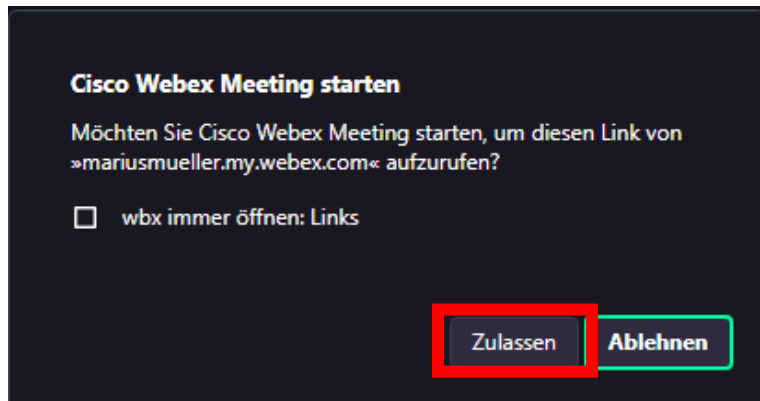 Cisco Webex Meeting starten
Möchten Sie Cisco Webex Meeting starten, um diesen Link von
»mariusmueller.my.webex.com« aufzurufen?
wbx immer öffnen: Links
Zulassen Ablehnen